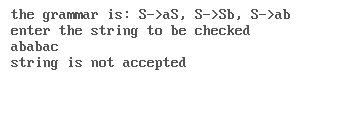 the grammar is: S->aS, S->Sb, S->ab
enter the string to be checked
ababac
string is not accepted